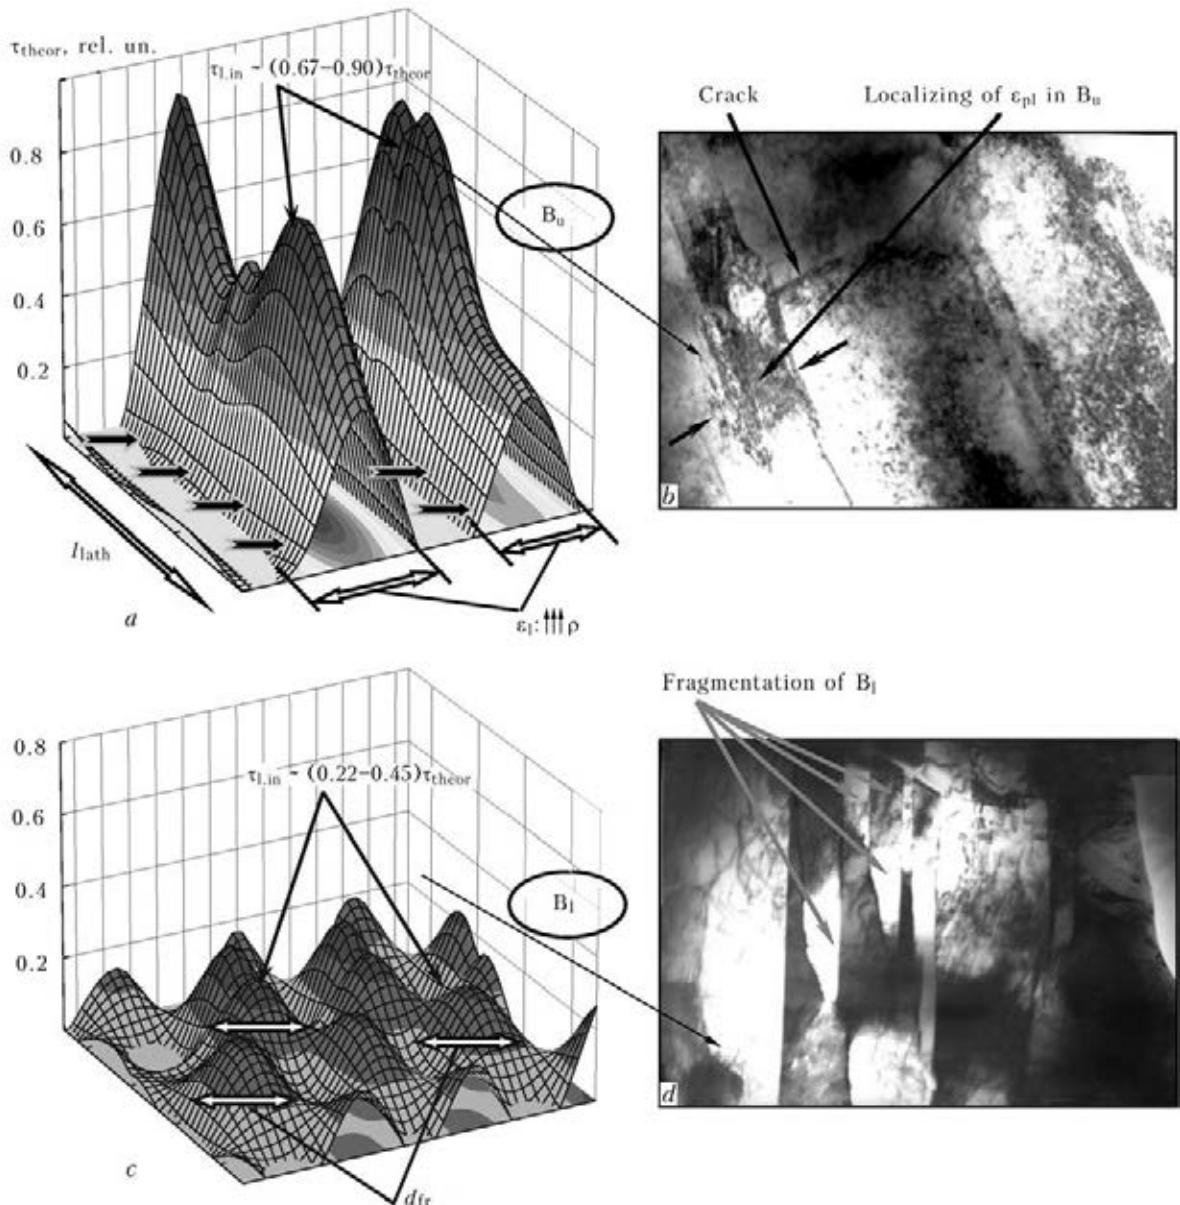 τtheor, rel. un.
τl.in ~ (0.67−0.90)τtheor
0.8
0.6
0.4
0.2
llath
a
εl: ρ
Bu
Crack
Localizing of εpl in Bu
b
0.8
τl.in ~ (0.22−0.45)τtheor
0.6
0.4
0.2
c
dfr
Bl
Fragmentation of Bl
d